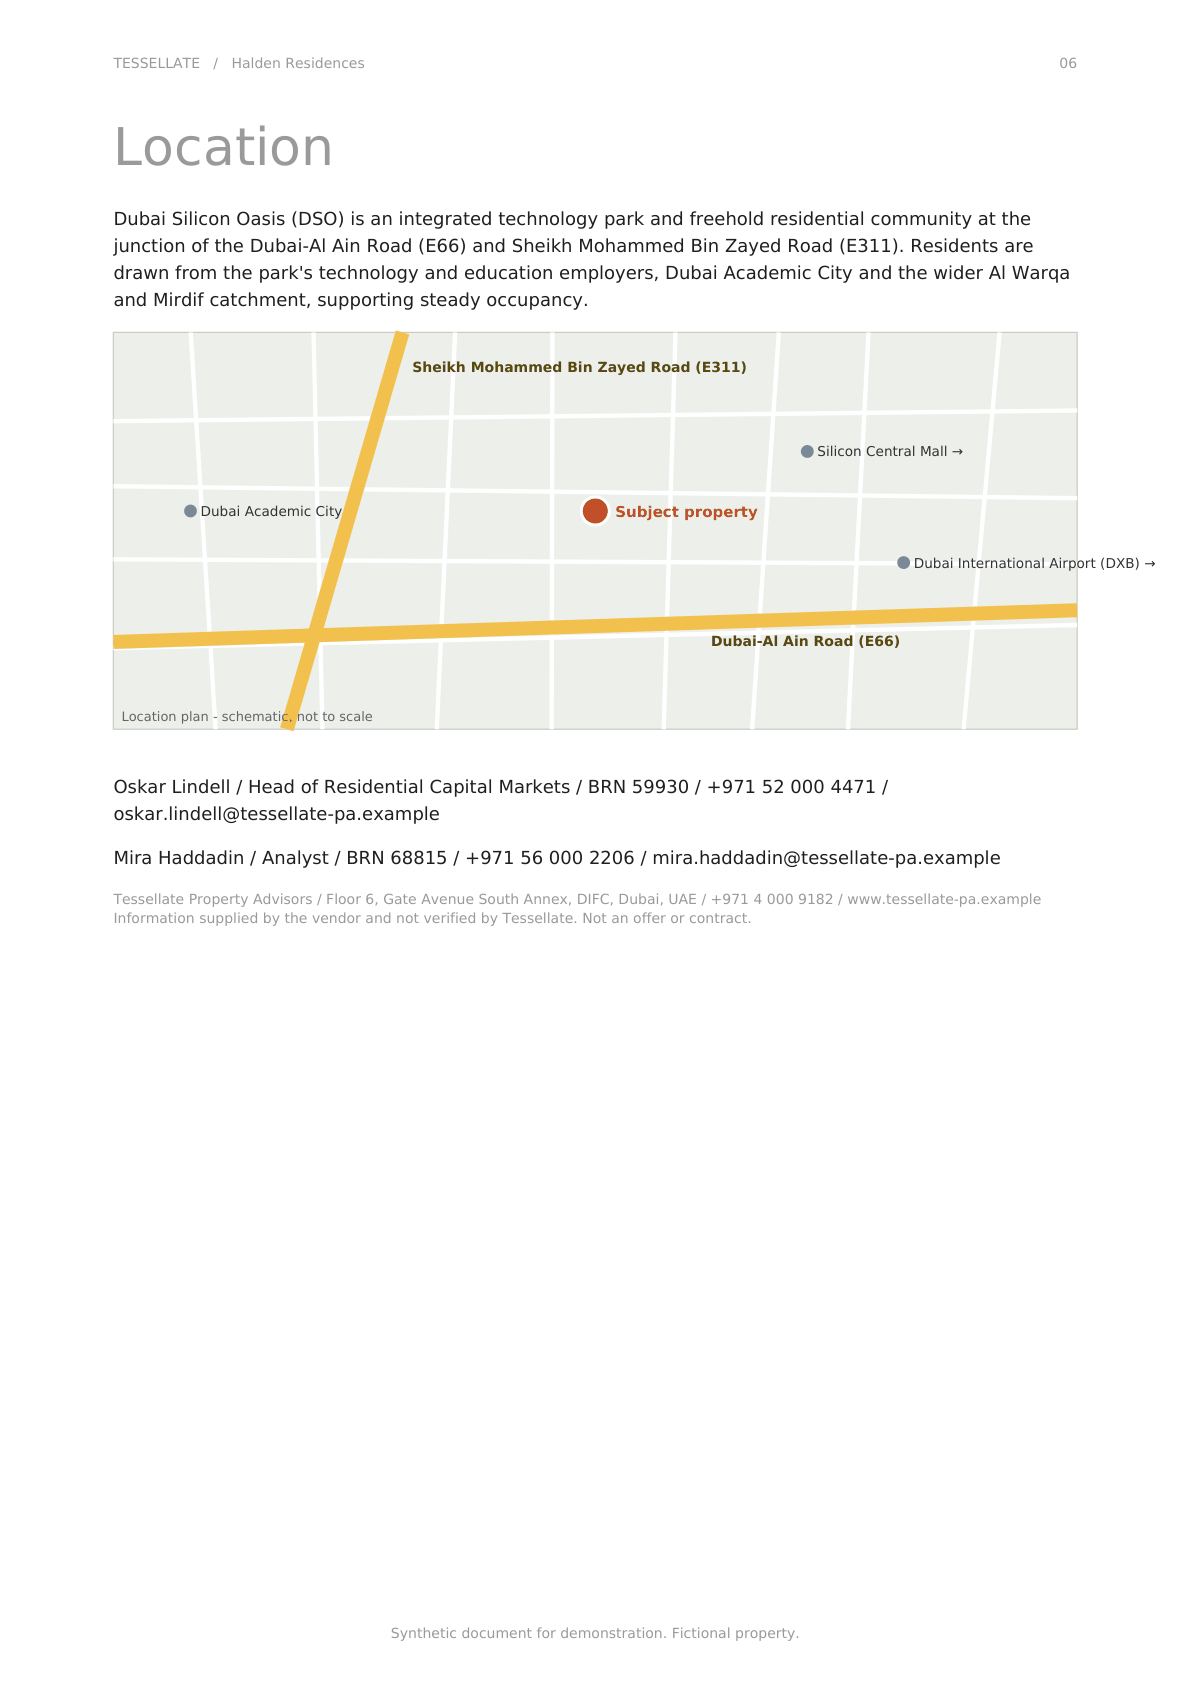 TESSELLATE / Halden Residences 06
Location
Dubai Silicon Oasis (DSO) is an integrated technology park and freehold residential community at the
junction of the Dubai-Al Ain Road (E66) and Sheikh Mohammed Bin Zayed Road (E311). Residents are
drawn from the park's technology and education employers, Dubai Academic City and the wider Al Warqa
and Mirdif catchment, supporting steady occupancy.
Sheikh Mohammed Bin Zayed Road (E311)
Silicon Central Mall →
Dubai Academic City
Subject property
Dubai International Airport (DXB) →
Dubai-Al Ain Road (E66)
Location plan - schematic, not to scale
Oskar Lindell / Head of Residential Capital Markets / BRN 59930 / +971 52 000 4471 /
oskar.lindell@tessellate-pa.example
Mira Haddadin / Analyst / BRN 68815 / +971 56 000 2206 / mira.haddadin@tessellate-pa.example
Tessellate Property Advisors / Floor 6, Gate Avenue South Annex, DIFC, Dubai, UAE / +971 4 000 9182 / www.tessellate-pa.example
Information supplied by the vendor and not verified by Tessellate. Not an offer or contract.
Synthetic document for demonstration. Fictional property.